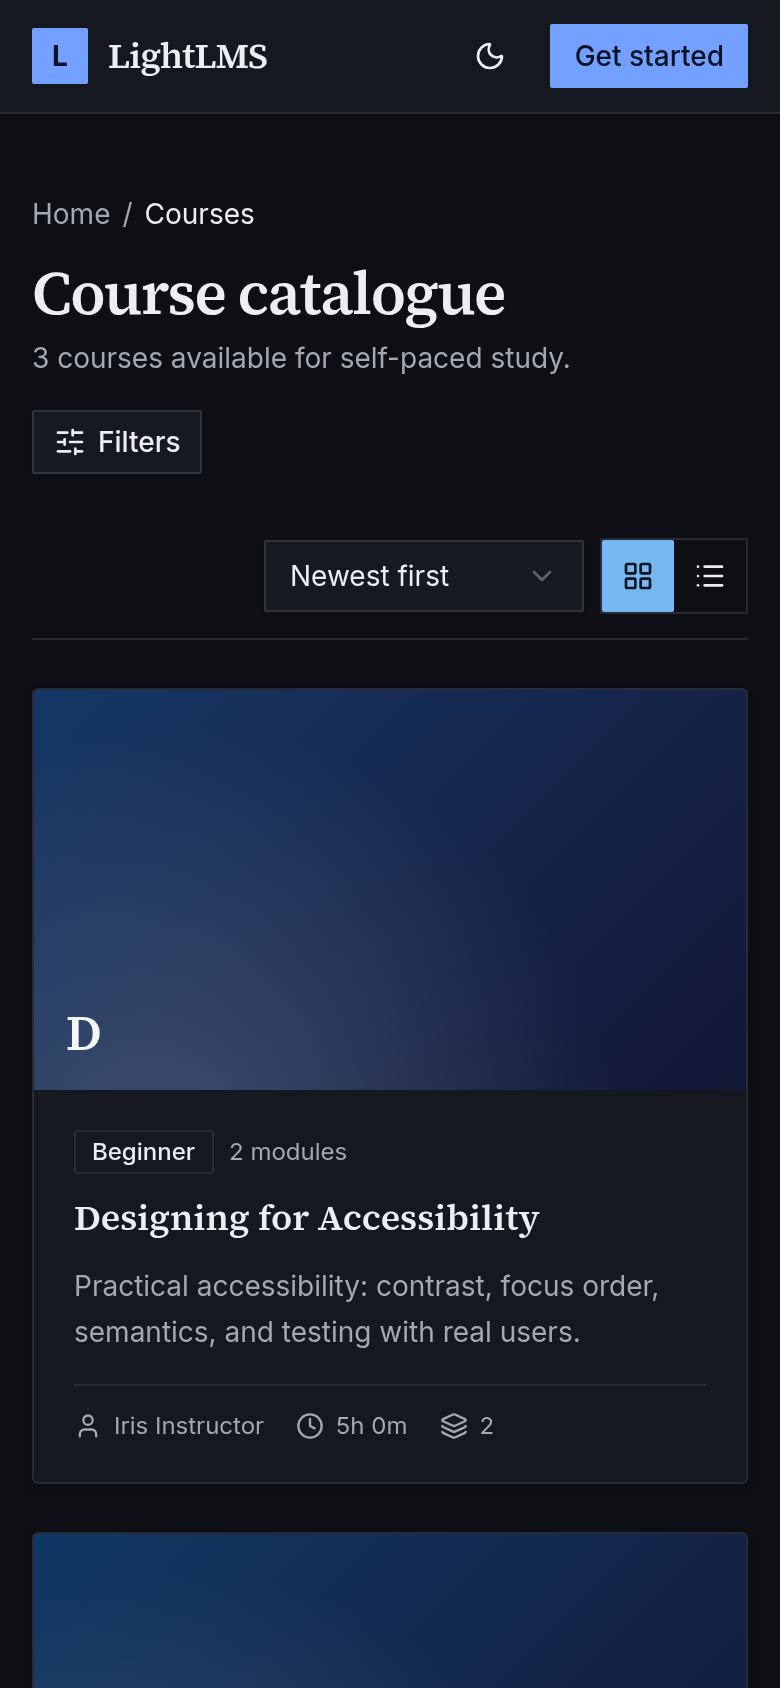 L LightLMS Get started
Home / Courses
Course catalogue
3 courses available for self-paced study.
Filters
Newest first
D
Beginner 2 modules
Designing for Accessibility
Practical accessibility: contrast, focus order,
semantics, and testing with real users.
Iris Instructor 5h 0m 2